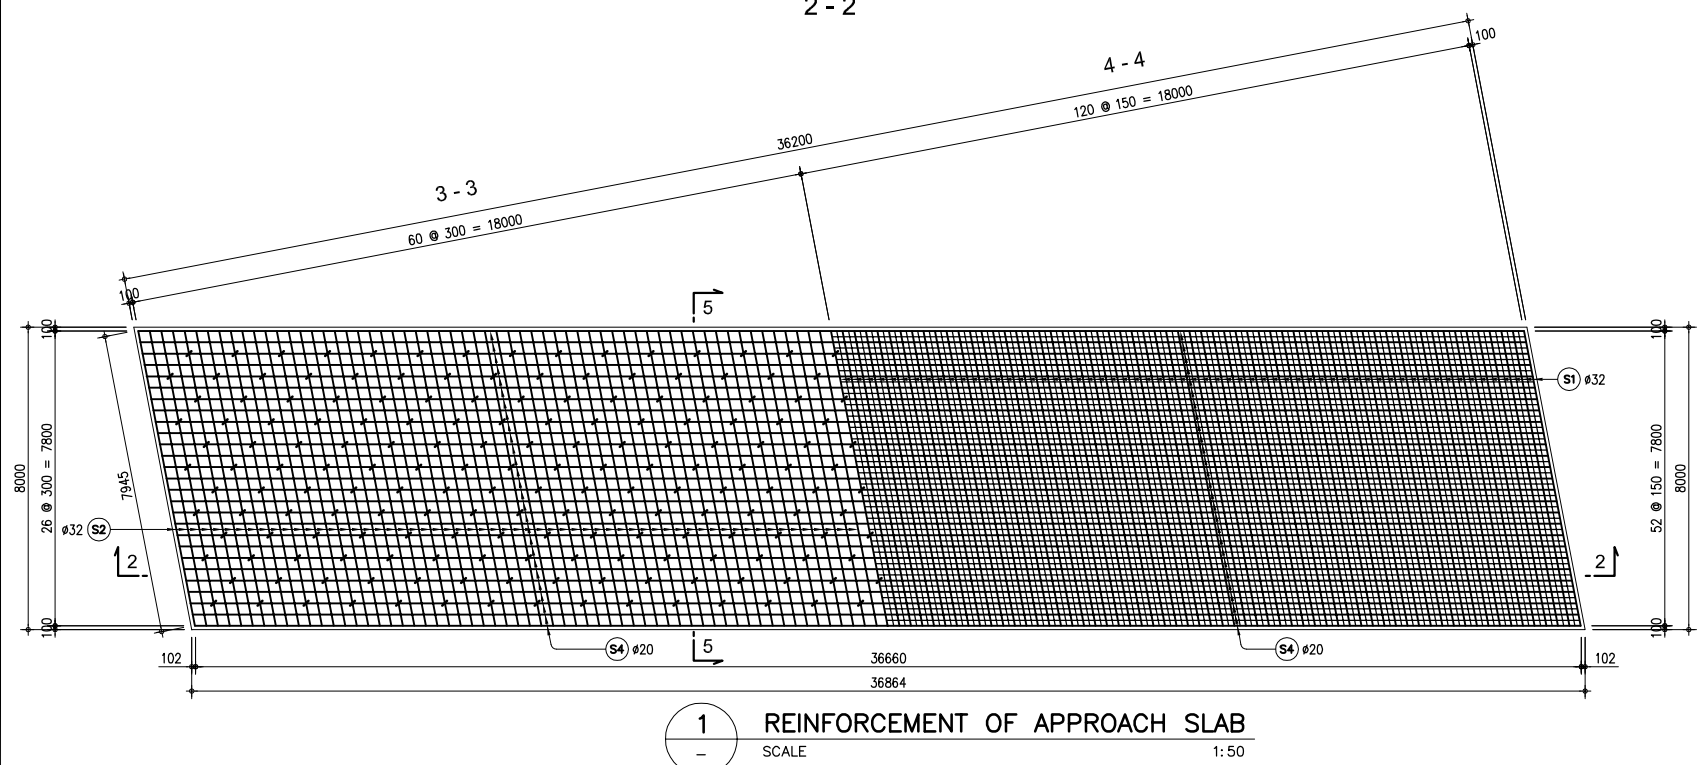 2 - 2
100
4 - 4
120 @ 150 = 18000
36200
3 - 3
60 @ 300 = 18000
100
5
100
100
S1 ø32
8000
26 @ 300 = 7800
7945
ø32 S2
52 @ 150 = 7800
8000
2
2
100
100
S4 ø20
5
S4 ø20
102
36660
102
36864
1
REINFORCEMENT OF APPROACH SLAB
–
SCALE
1:50